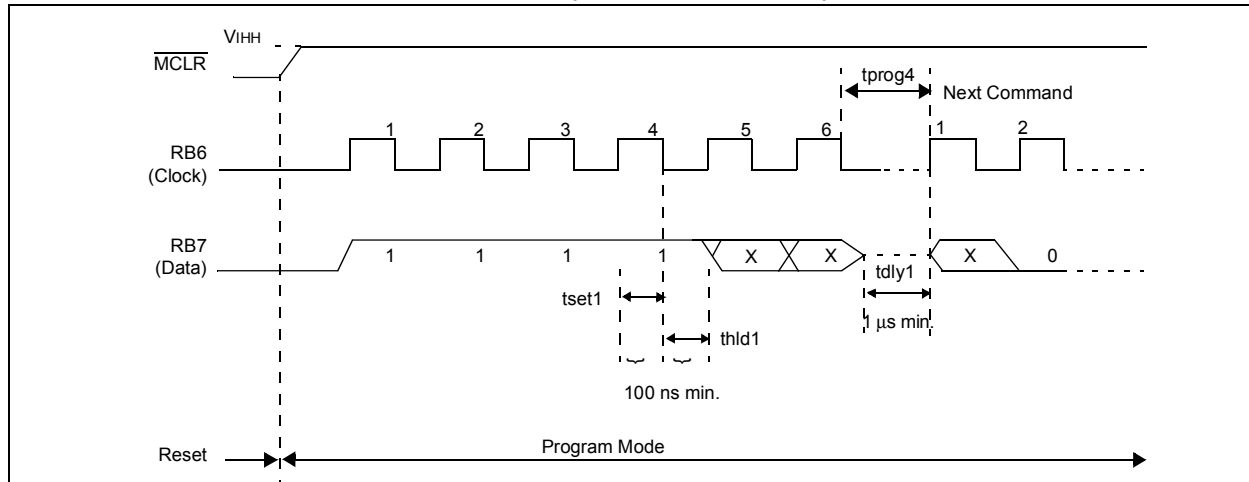 VIHH
MCLR
tprog4
Next Command
1 2 3 4 5 6 1 2
RB6
(Clock)
RB7
(Data)
1 1 1 1 X X X 0
tdly1
tset1
1 µs min.
thld1
100 ns min.
Reset
Program Mode